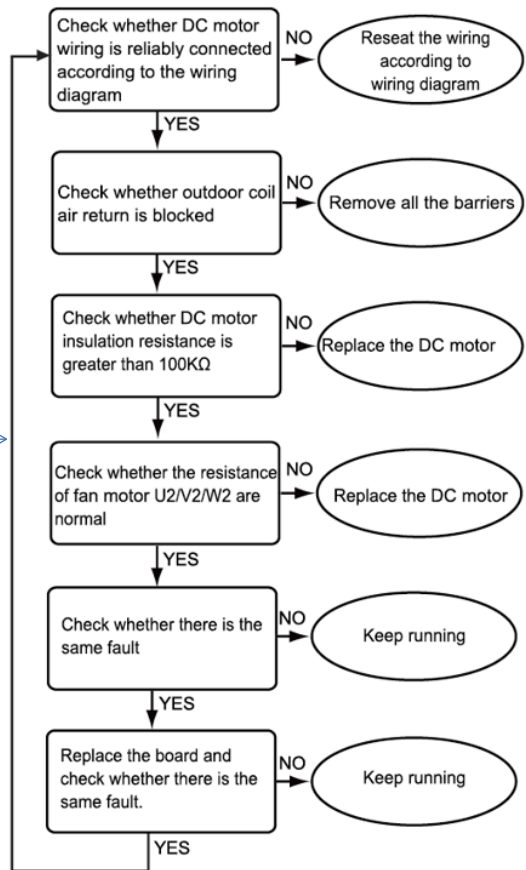 Check whether DC motor
wiring is reliably connected
according to the wiring
diagram
NO
Reseat the wiring
according to
wiring diagram
YES
Check whether outdoor coil
air return is blocked
NO
Remove all the barriers
YES
Check whether DC motor
insulation resistance is
greater than 100KΩ
NO
Replace the DC motor
YES
Check whether the resistance
of fan motor U2/V2/W2 are
normal
NO
Replace the DC motor
YES
Check whether there is the
same fault
NO
Keep running
YES
Replace the board and
check whether there is the
same fault.
NO
Keep running
YES